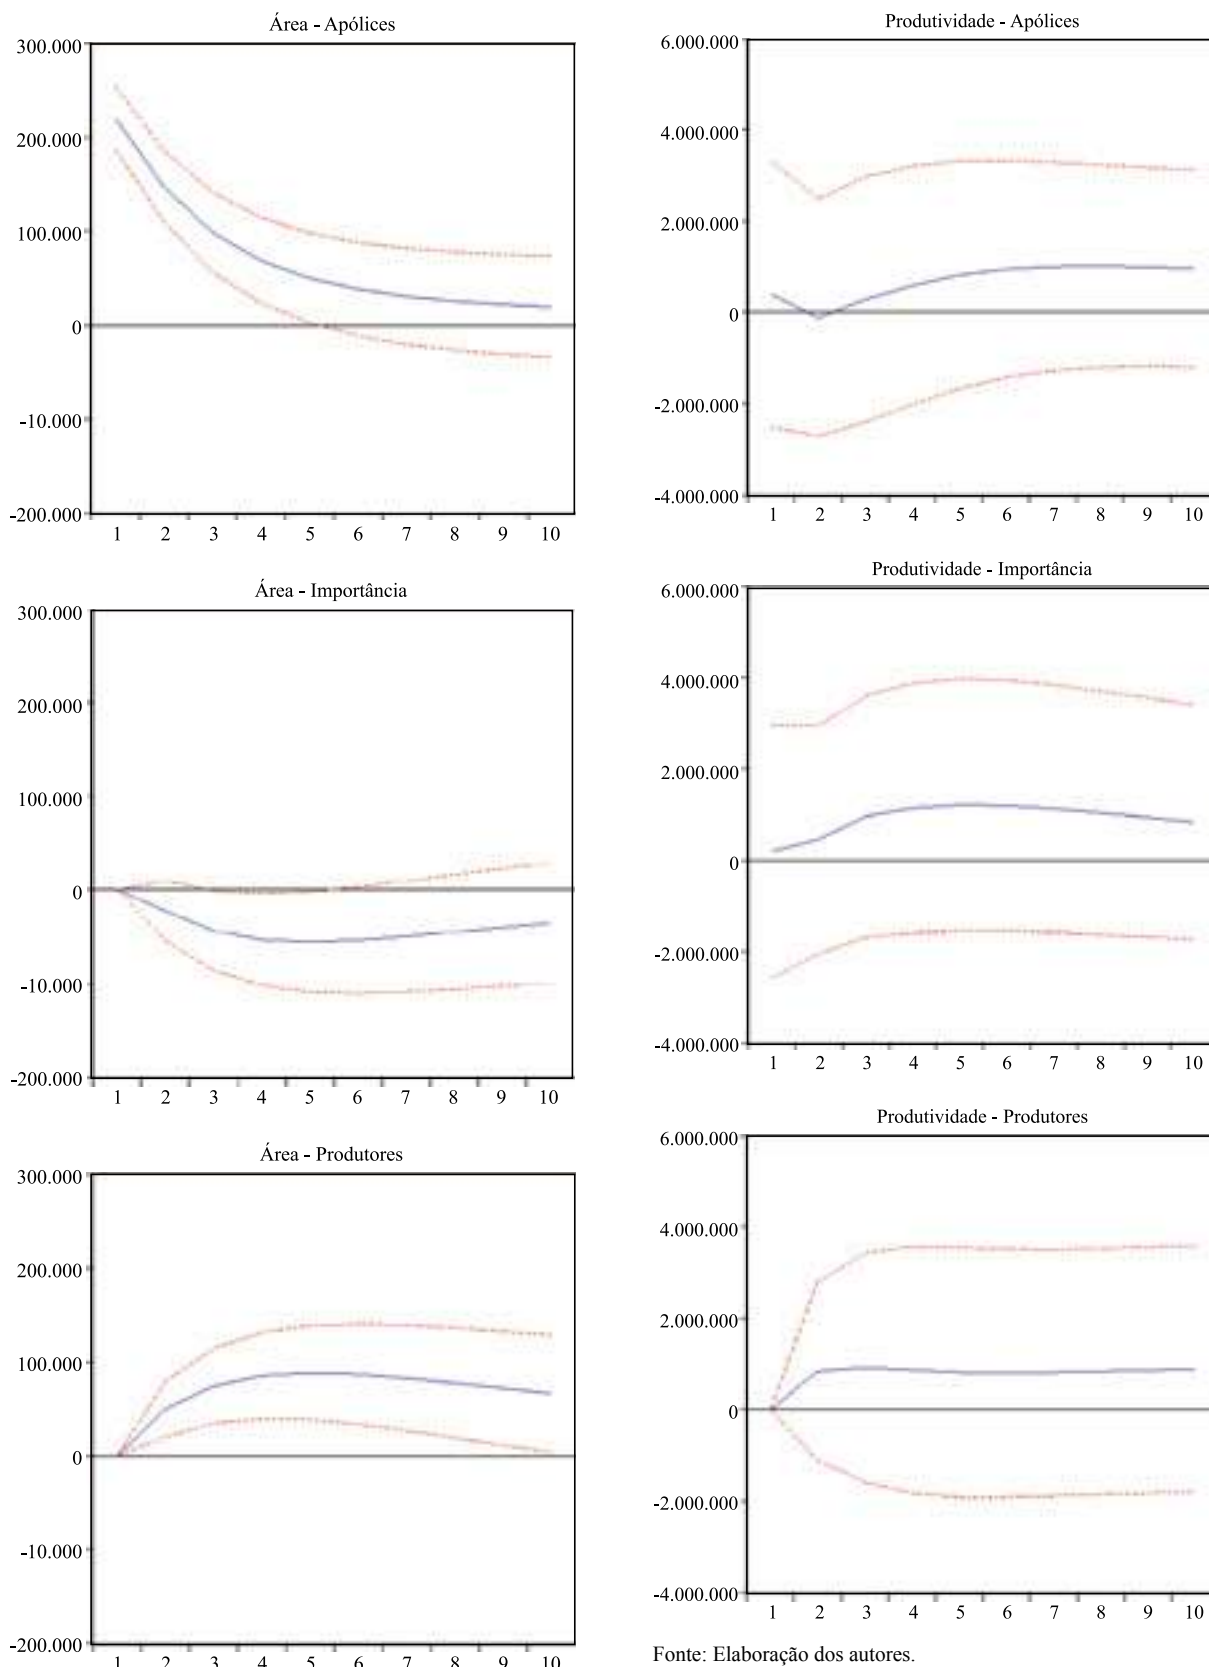 Área - Apólices
300.000
200.000
100.000
0
-10.000
-200.000
1 2 3 4 5 6 7 8 9 10
Produtividade - Apólices
6.000.000
4.000.000
2.000.000
0
-2.000.000
-4.000.000
1 2 3 4 5 6 7 8 9 10
Área - Importância
300.000
200.000
100.000
0
-10.000
-200.000
1 2 3 4 5 6 7 8 9 10
Produtividade - Importância
6.000.000
4.000.000
2.000.000
0
-2.000.000
-4.000.000
1 2 3 4 5 6 7 8 9 10
Área - Produtores
300.000
200.000
100.000
0
-10.000
-200.000
1 2 3 4 5 6 7 8 9 10
Produtividade - Produtores
6.000.000
4.000.000
2.000.000
0
-2.000.000
-4.000.000
1 2 3 4 5 6 7 8 9 10
Fonte: Elaboração dos autores.